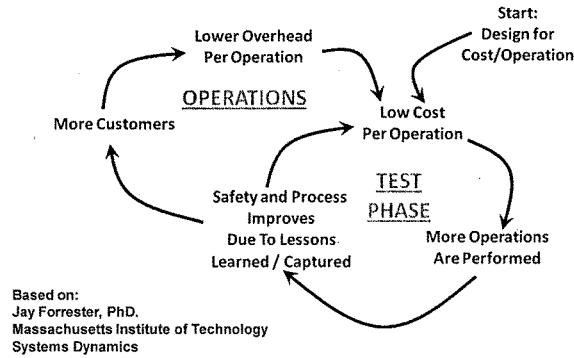 Start:
Design for
Cost/Operation
Lower Overhead
Per Operation
OPERATIONS
More Customers
Low Cost
Per Operation
TEST
PHASE
Safety and Process
Improves
Due To Lessons
Learned / Captured
More Operations
Are Performed
Based on:
Jay Forrester, PhD.
Massachusetts Institute of Technology
Systems Dynamics